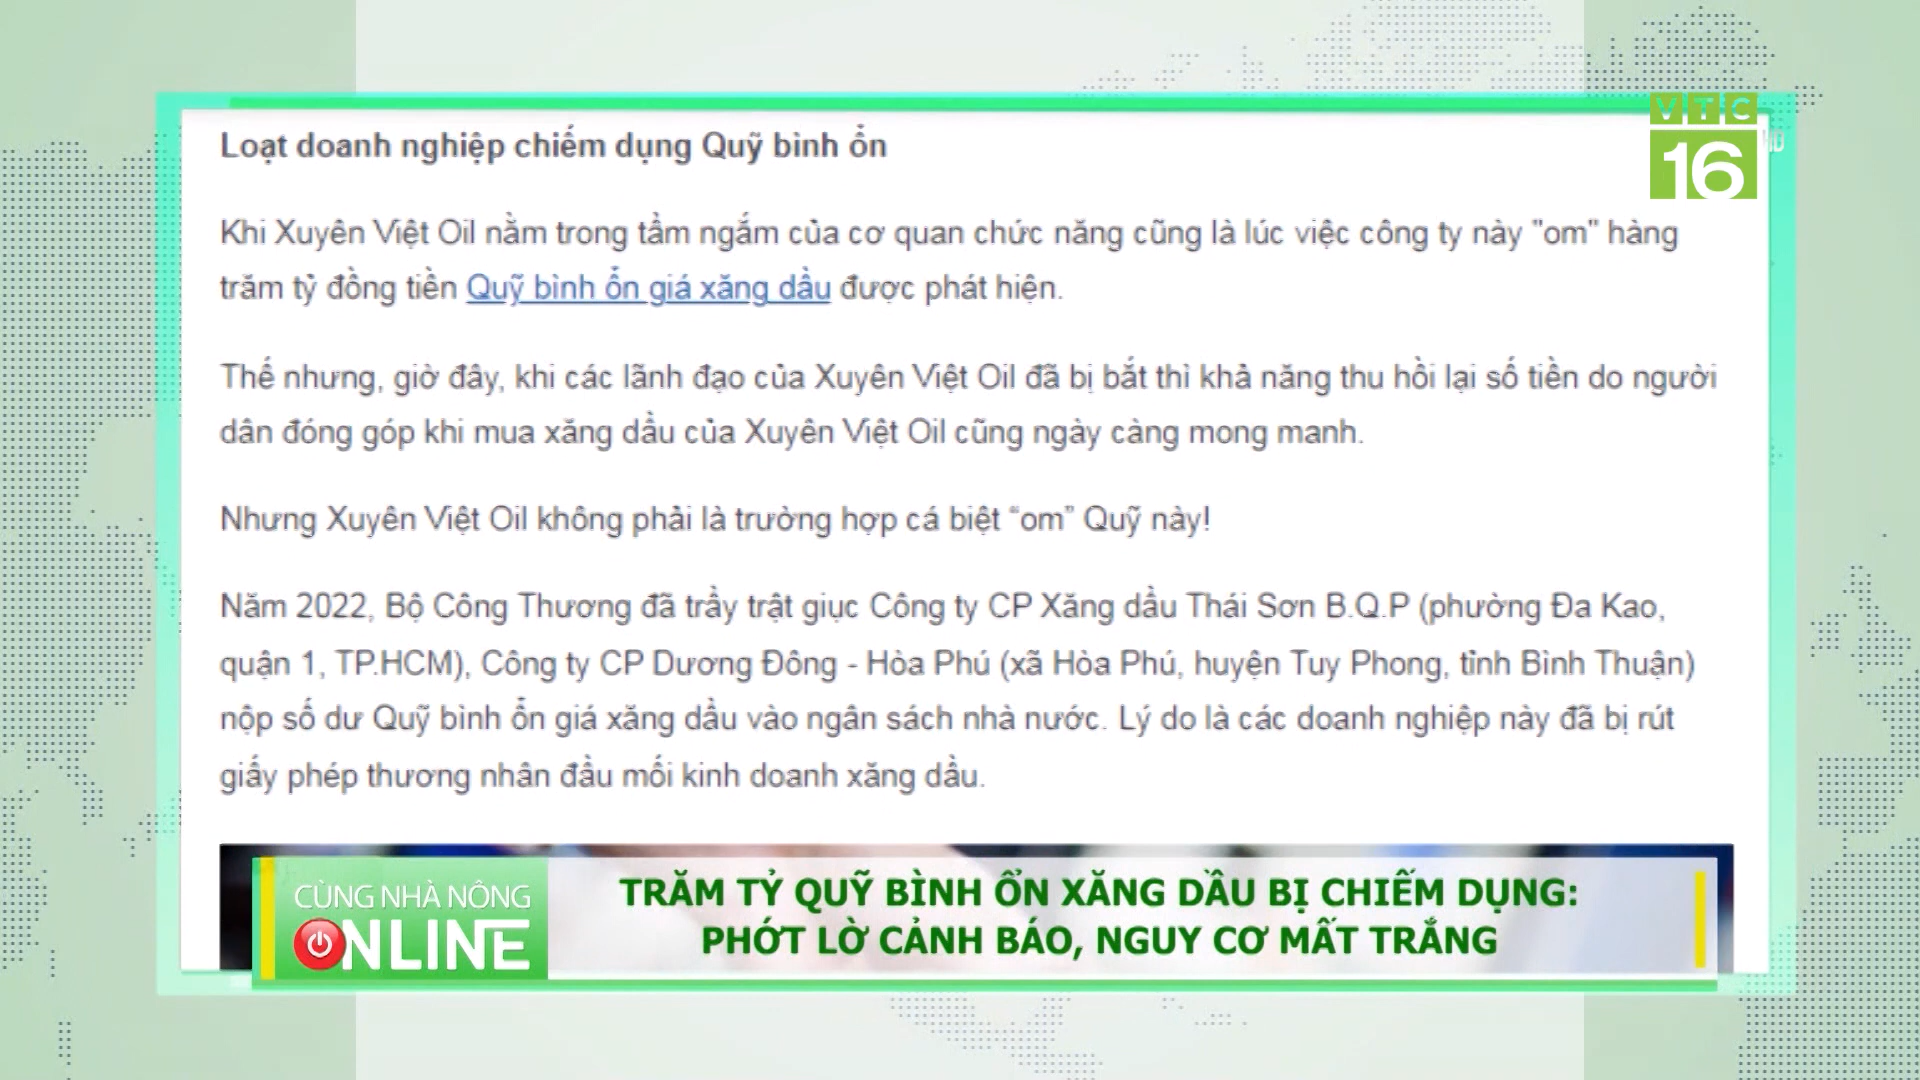 Loạt doanh nghiệp chiếm dụng Quỹ bình ổn
VTC
16
HD
Khi Xuyên Việt Oil nằm trong tầm ngắm của cơ quan chức năng cũng là lúc việc công ty này "om" hàng
trăm tỷ đồng tiền Quỹ bình ổn giá xăng dầu được phát hiện.
Thế nhưng, giờ đây, khi các lãnh đạo của Xuyên Việt Oil đã bị bắt thì khả năng thu hồi lại số tiền do người
dân đóng góp khi mua xăng dầu của Xuyên Việt Oil cũng ngày càng mong manh.
Nhưng Xuyên Việt Oil không phải là trường hợp cá biệt “om” Quỹ này!
Năm 2022, Bộ Công Thương đã trầy trật giục Công ty CP Xăng dầu Thái Sơn B.Q.P (phường Đa Kao,
quận 1, TP.HCM), Công ty CP Dương Đông - Hòa Phú (xã Hòa Phú, huyện Tuy Phong, tỉnh Bình Thuận)
nộp số dư Quỹ bình ổn giá xăng dầu vào ngân sách nhà nước. Lý do là các doanh nghiệp này đã bị rút
giấy phép thương nhân đầu mối kinh doanh xăng dầu.
CÙNG NHÀ NÔNG
ONLINE
TRĂM TỶ QUỸ BÌNH ỔN XĂNG DẦU BỊ CHIẾM DỤNG:
PHỚT LỜ CẢNH BÁO, NGUY CƠ MẤT TRẮNG